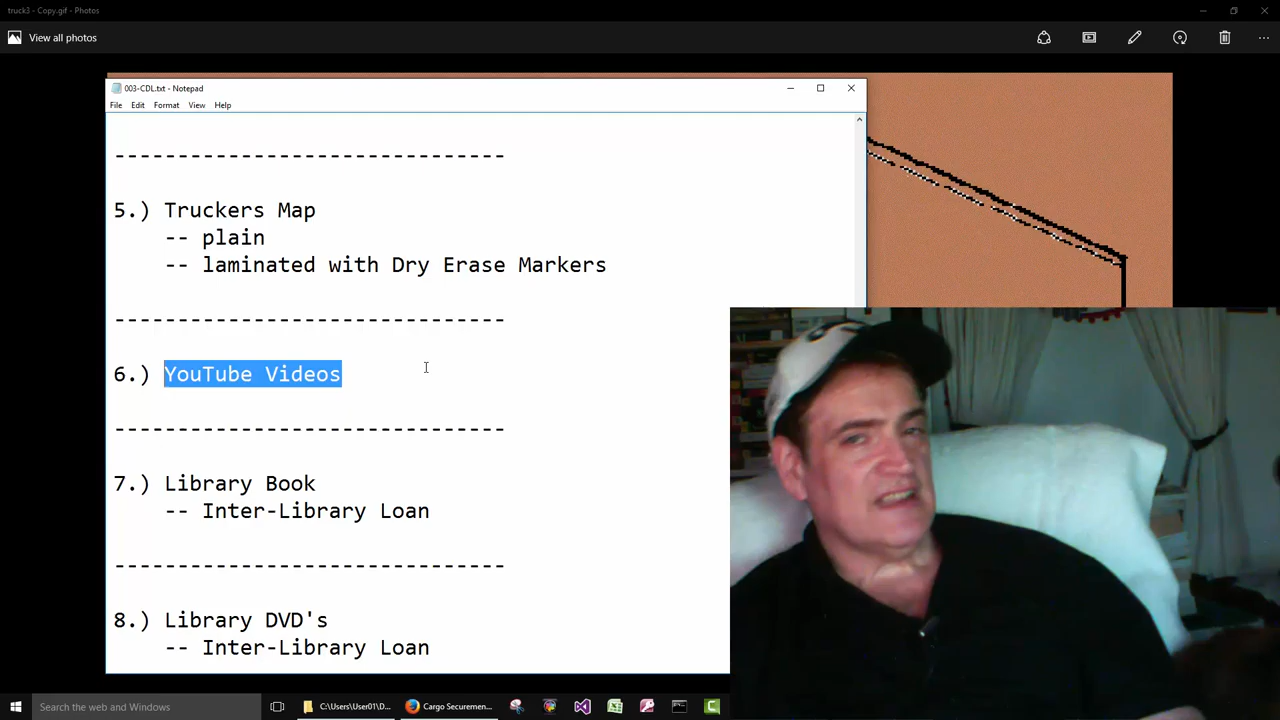 truck3 - Copy.gif - Photos
View all photos
003-CDL.txt - Notepad
File Edit Format View Help
-------------------------------
5.) Truckers Map
-- plain
-- laminated with Dry Erase Markers
-------------------------------
6.) YouTube Videos
-------------------------------
7.) Library Book
-- Inter-Library Loan
-------------------------------
8.) Library DVD's
-- Inter-Library Loan
Search the web and Windows
C:\Users\User01\D...
Cargo Securemen...